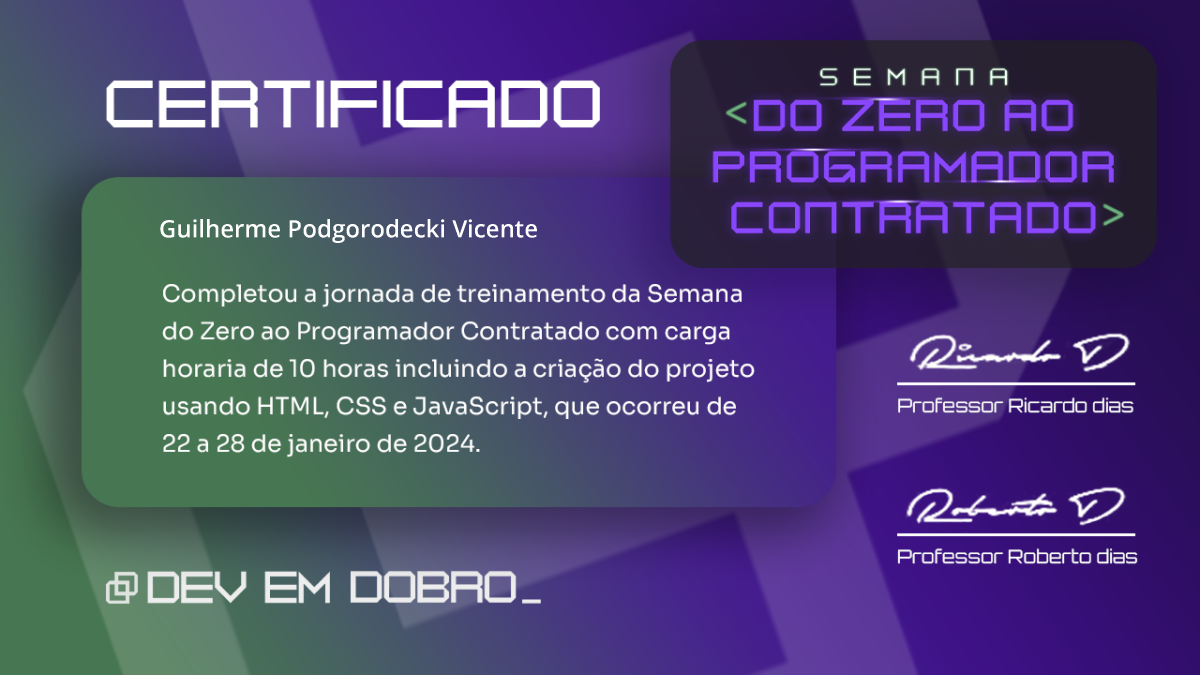 CERTIFICADO
SEMANA
<DO ZERO AO
PROGRAMADOR
CONTRATADO>
Guilherme Podgorodecki Vicente
Completou a jornada de treinamento da Semana
do Zero ao Programador Contratado com carga
horaria de 10 horas incluindo a criação do projeto
usando HTML, CSS e JavaScript, que ocorreu de
22 a 28 de janeiro de 2024.
Ricardo D
Professor Ricardo dias
Roberto D
Professor Roberto dias
DEV EM DOBRO_